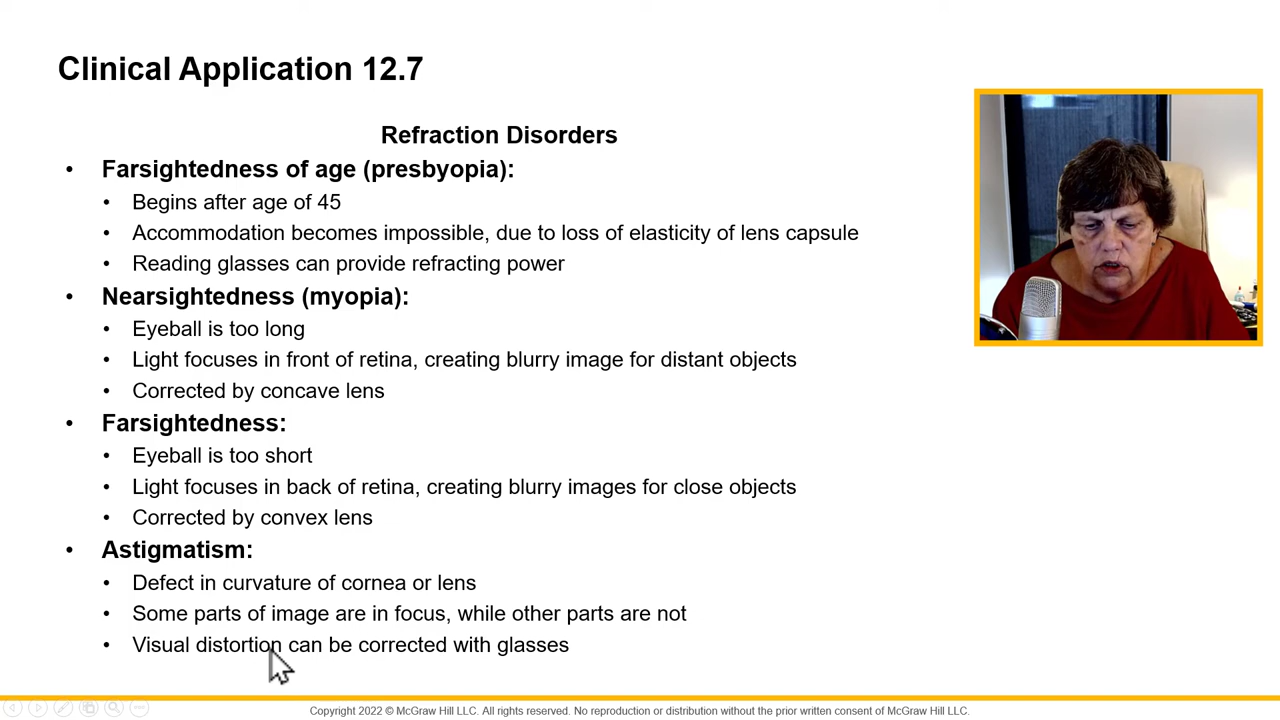 Clinical Application 12.7
Refraction Disorders
• Farsightedness of age (presbyopia):
• Begins after age of 45
• Accommodation becomes impossible, due to loss of elasticity of lens capsule
• Reading glasses can provide refracting power
• Nearsightedness (myopia):
• Eyeball is too long
• Light focuses in front of retina, creating blurry image for distant objects
• Corrected by concave lens
• Farsightedness:
• Eyeball is too short
• Light focuses in back of retina, creating blurry images for close objects
• Corrected by convex lens
• Astigmatism:
• Defect in curvature of cornea or lens
• Some parts of image are in focus, while other parts are not
• Visual distortion can be corrected with glasses
Copyright 2022 © McGraw Hill LLC. All rights reserved. No reproduction or distribution without the prior written consent of McGraw Hill LLC.